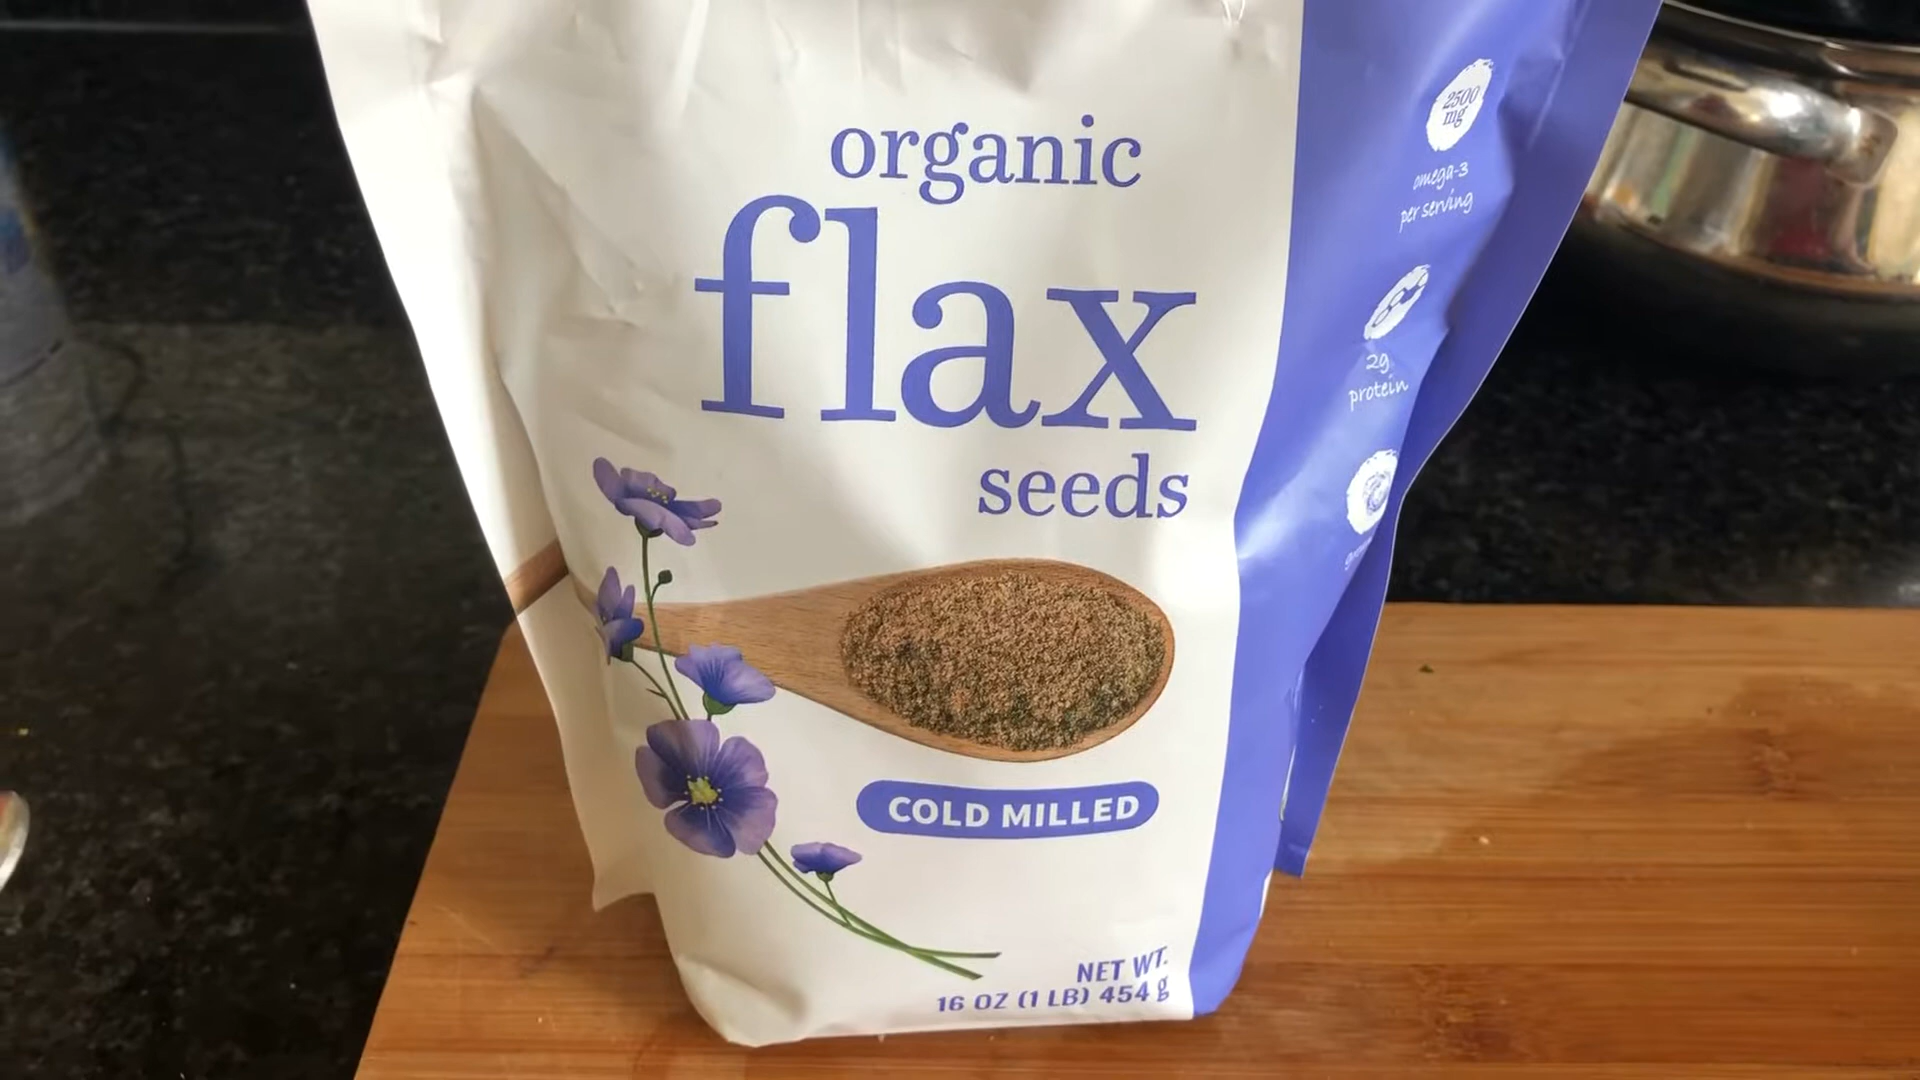 organic
flax
seeds
COLD MILLED
NET WT.
16 OZ (1 LB) 454 g
2500
mg
omega-3
per serving
2g
protein